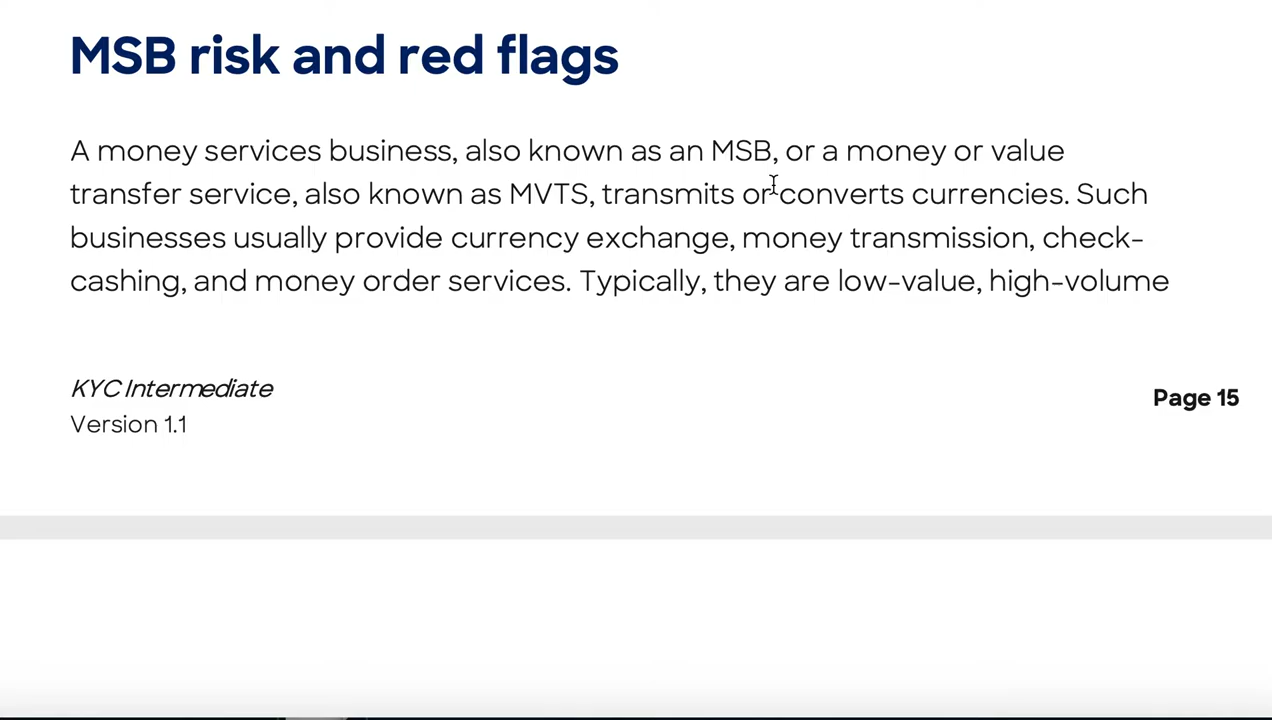 MSB risk and red flags
A money services business, also known as an MSB, or a money or value
transfer service, also known as MVTS, transmits or converts currencies. Such
businesses usually provide currency exchange, money transmission, check-
cashing, and money order services. Typically, they are low-value, high-volume
KYC Intermediate
Page 15
Version 1.1